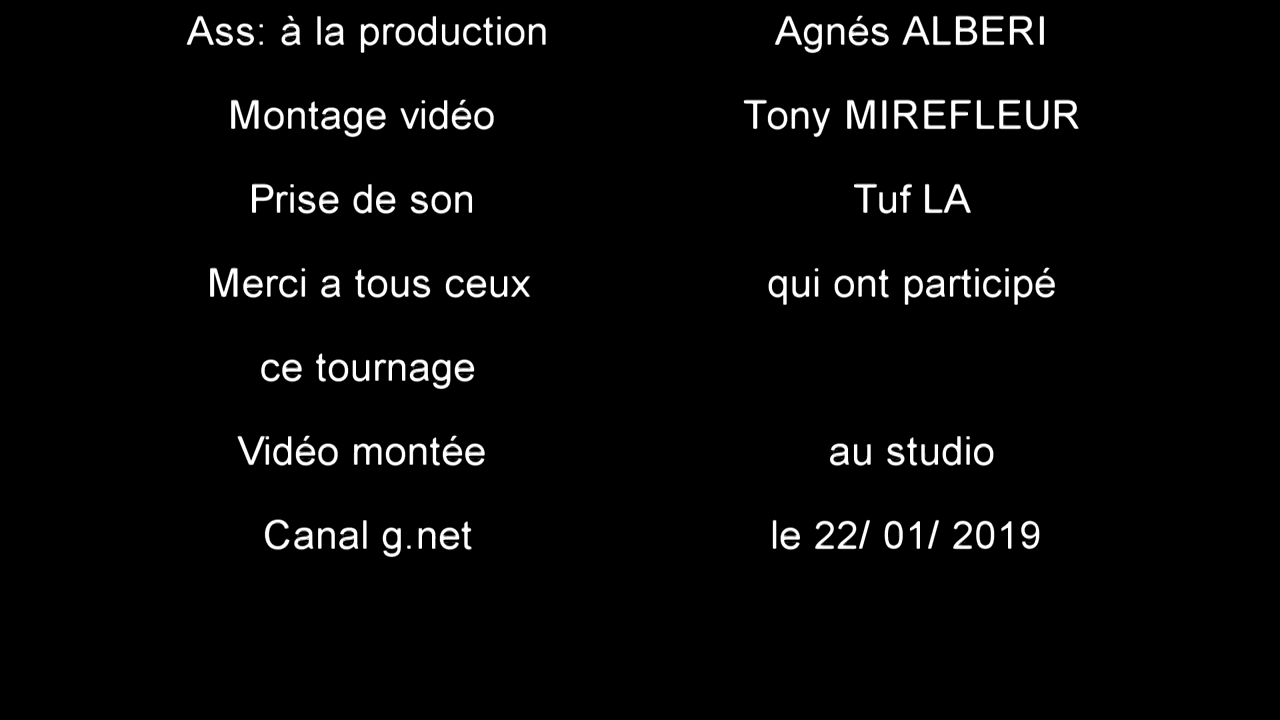 Ass: à la production Agnés ALBERI
Montage vidéo Tony MIREFLEUR
Prise de son Tuf LA
Merci a tous ceux qui ont participé
ce tournage
Vidéo montée au studio
Canal g.net le 22/ 01/ 2019